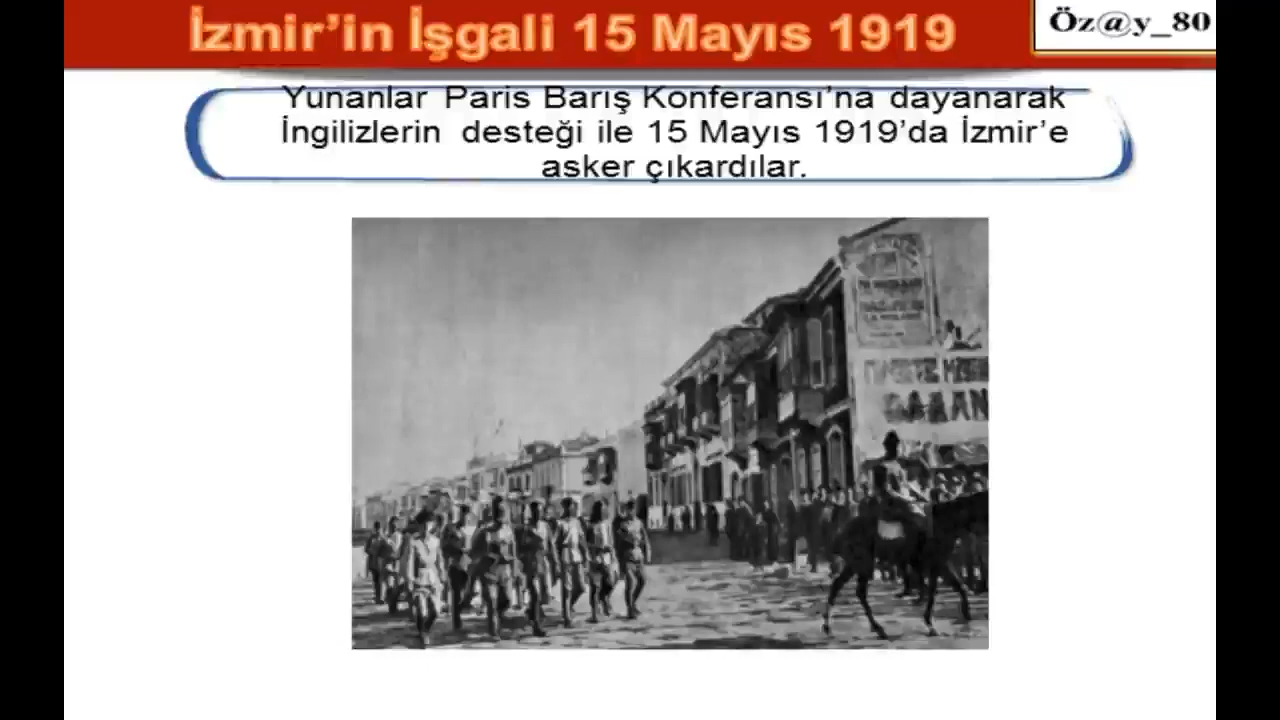 İzmir'in İşgali 15 Mayıs 1919
Öz@y_80
Yunanlar Paris Barış Konferansı'na dayanarak
İngilizlerin desteği ile 15 Mayıs 1919'da İzmir'e
asker çıkardılar.